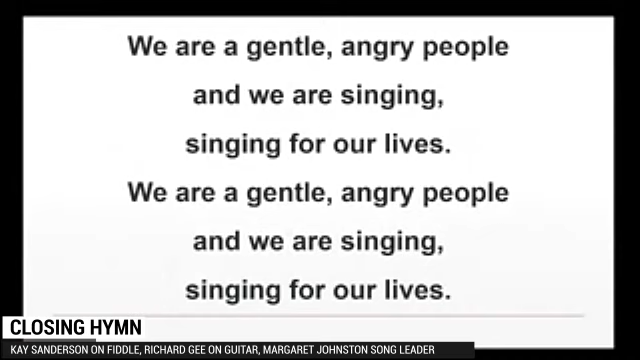 We are a gentle, angry people
and we are singing,
singing for our lives.
We are a gentle, angry people
and we are singing,
singing for our lives.
CLOSING HYMN
KAY SANDERSON ON FIDDLE, RICHARD GEE ON GUITAR, MARGARET JOHNSTON SONG LEADER